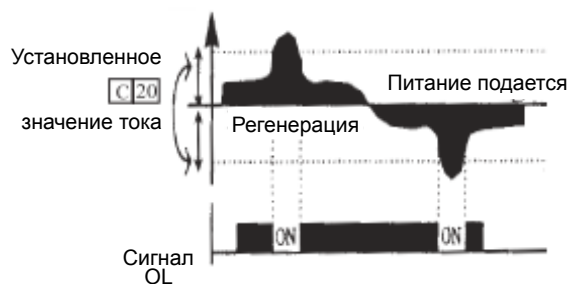 Установленное
C 20
значение тока
Питание подается
Регенерация
ON
ON
Сигнал
OL